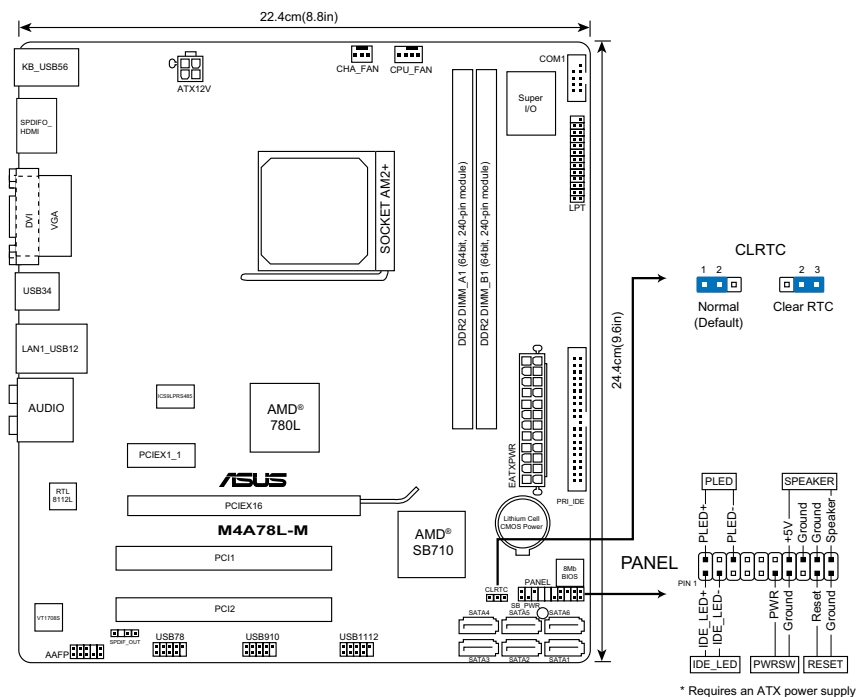 22.4cm(8.8in)
KB_USB56
ATX12V
CHA_FAN
CPU_FAN
COM1
SPDIFO_
HDMI
Super
I/O
SOCKET AM2+
DDR2 DIMM_A1 (64bit, 240-pin module)
DDR2 DIMM_B1 (64bit, 240-pin module)
LPT
DVI
VGA
CLRTC
1 2
2 3
Normal
(Default)
Clear RTC
USB34
24.4cm(9.6in)
LAN1_USB12
AUDIO
ICS9LPRS485
AMD®
780L
EATXPWR
PRI_IDE
PCIEX1_1
RTL
8112L
ASUS
PCIEX16
M4A78L-M
Lithium Cell
CMOS Power
AMD®
SB710
PCI1
8Mb
BIOS
CLRTC
PANEL
SB_PWR
PCI2
VT1708S
SPDIF_OUT
AAFP
USB78
USB910
USB1112
SATA4
SATA5
SATA6
SATA3
SATA2
SATA1
PLED
SPEAKER
PLED+
PLED-
+5V
Ground
Ground
Speaker
PANEL
PIN 1
IDE_LED+
IDE_LED-
PWR
Ground
Reset
Ground
IDE_LED
PWRSW
RESET
* Requires an ATX power supply